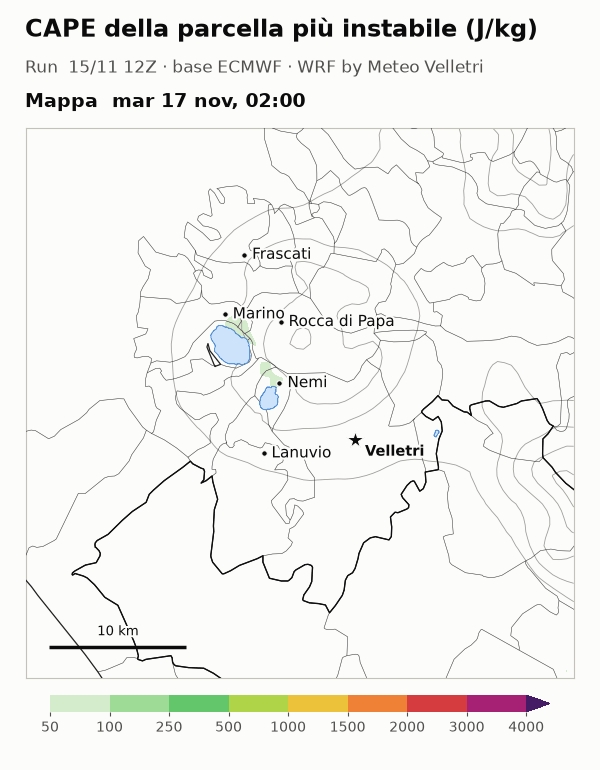 CAPE della parcella più instabile (J/kg)
Run  15/11 12Z · base ECMWF · WRF by Meteo Velletri
Mappa  mar 17 nov, 02:00
Frascati
Marino
Rocca di Papa
Nemi
Velletri
Lanuvio
10 km
50 100 250 500 1000 1500 2000 3000 4000